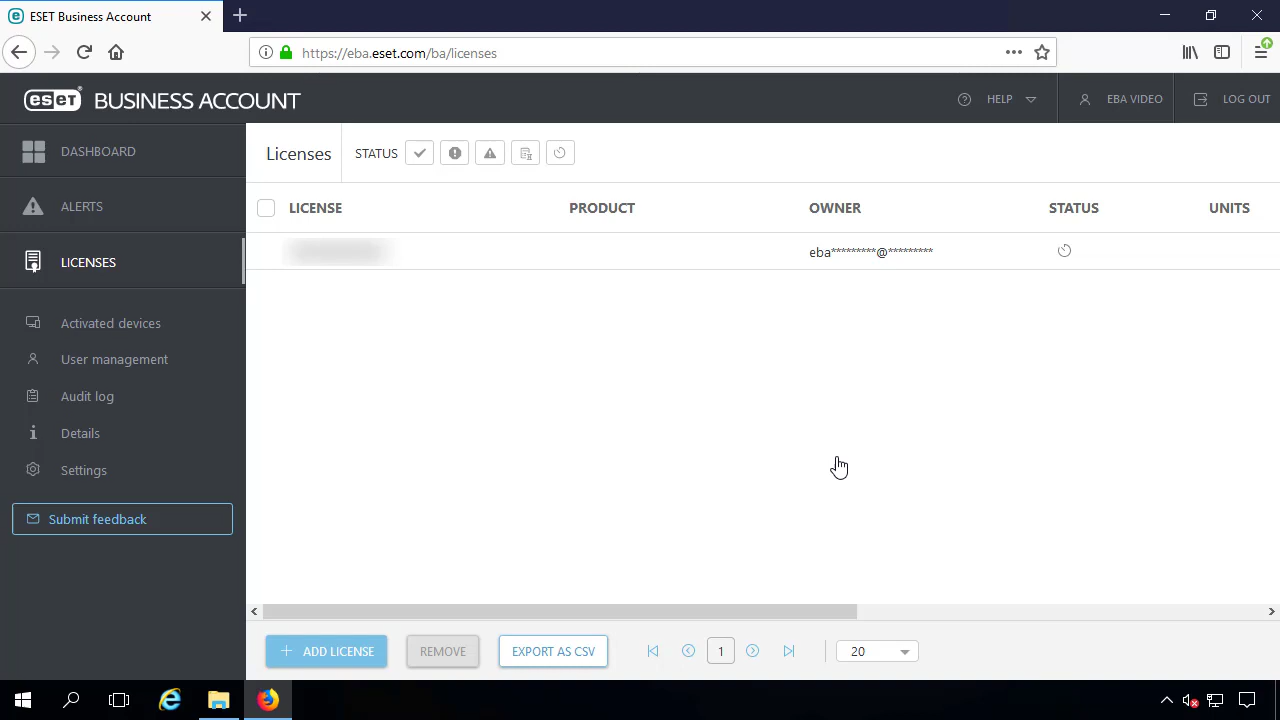 ESET Business Account
https://eba.eset.com/ba/licenses
eset BUSINESS ACCOUNT
HELP
EBA VIDEO
LOG OUT
DASHBOARD
ALERTS
LICENSES
Activated devices
User management
Audit log
Details
Settings
Submit feedback
Licenses
STATUS
LICENSE PRODUCT OWNER STATUS UNITS
eba*********@*********
ADD LICENSE
REMOVE
EXPORT AS CSV
1
20